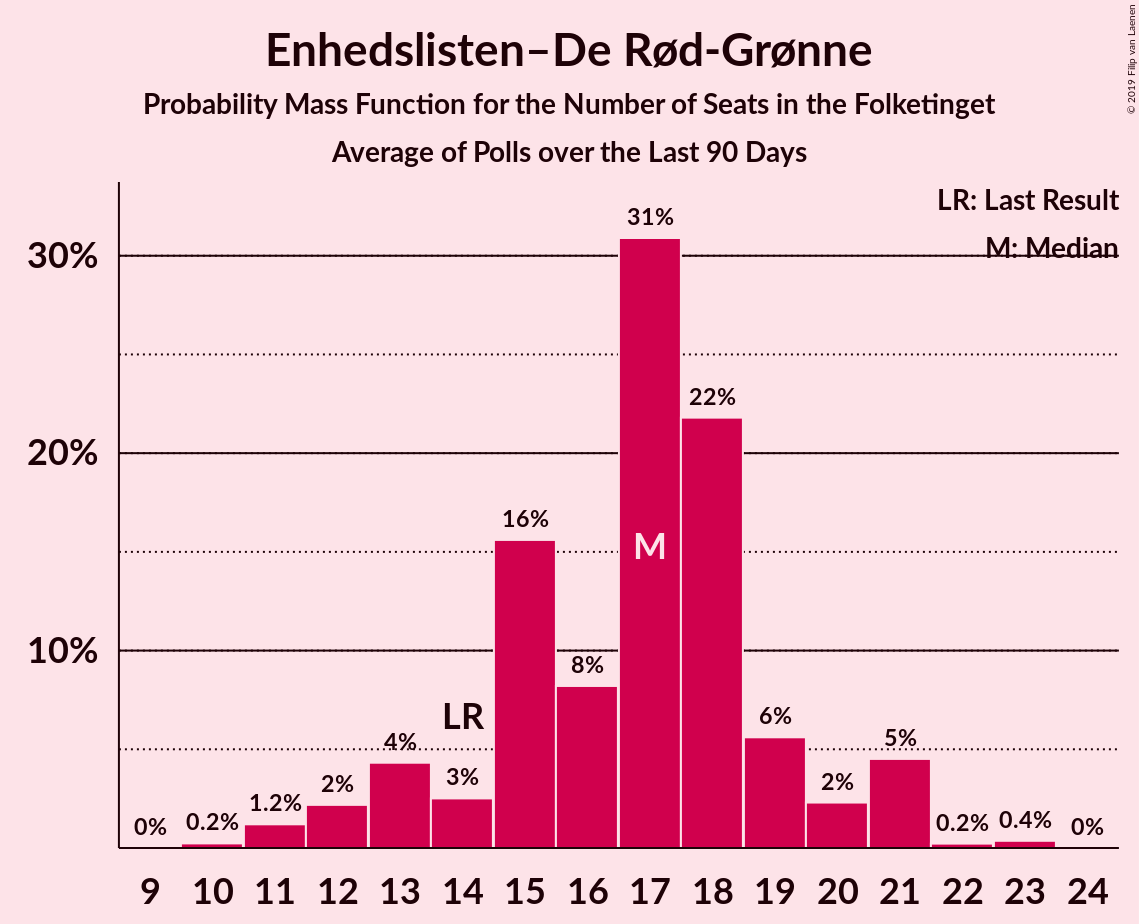 Enhedslisten–De Rød-Grønne
Probability Mass Function for the Number of Seats in the Folketinget
Average of Polls over the Last 90 Days
© 2019 Filip van Laenen
LR: Last Result
M: Median
30%
20%
10%
0%
0.2%
1.2%
2%
4%
3%
LR
16%
8%
31%
M
22%
6%
2%
5%
0.2%
0.4%
0%
9 10 11 12 13 14 15 16 17 18 19 20 21 22 23 24